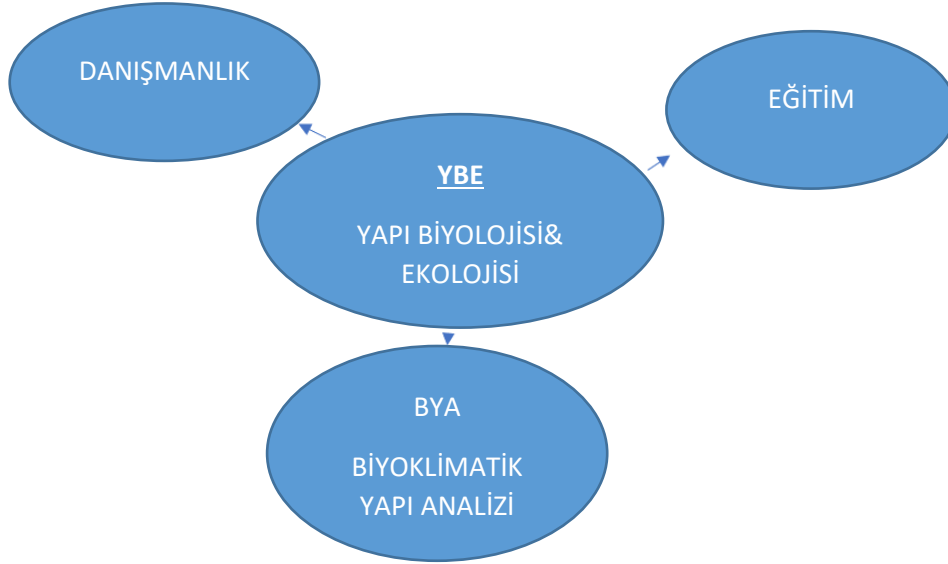 DANIŞMANLIK
EĞİTİM
YBE
YAPI BİYOLOJİSİ&
EKOLOJİSİ
BYA
BİYOKLİMATİK
YAPI ANALİZİ